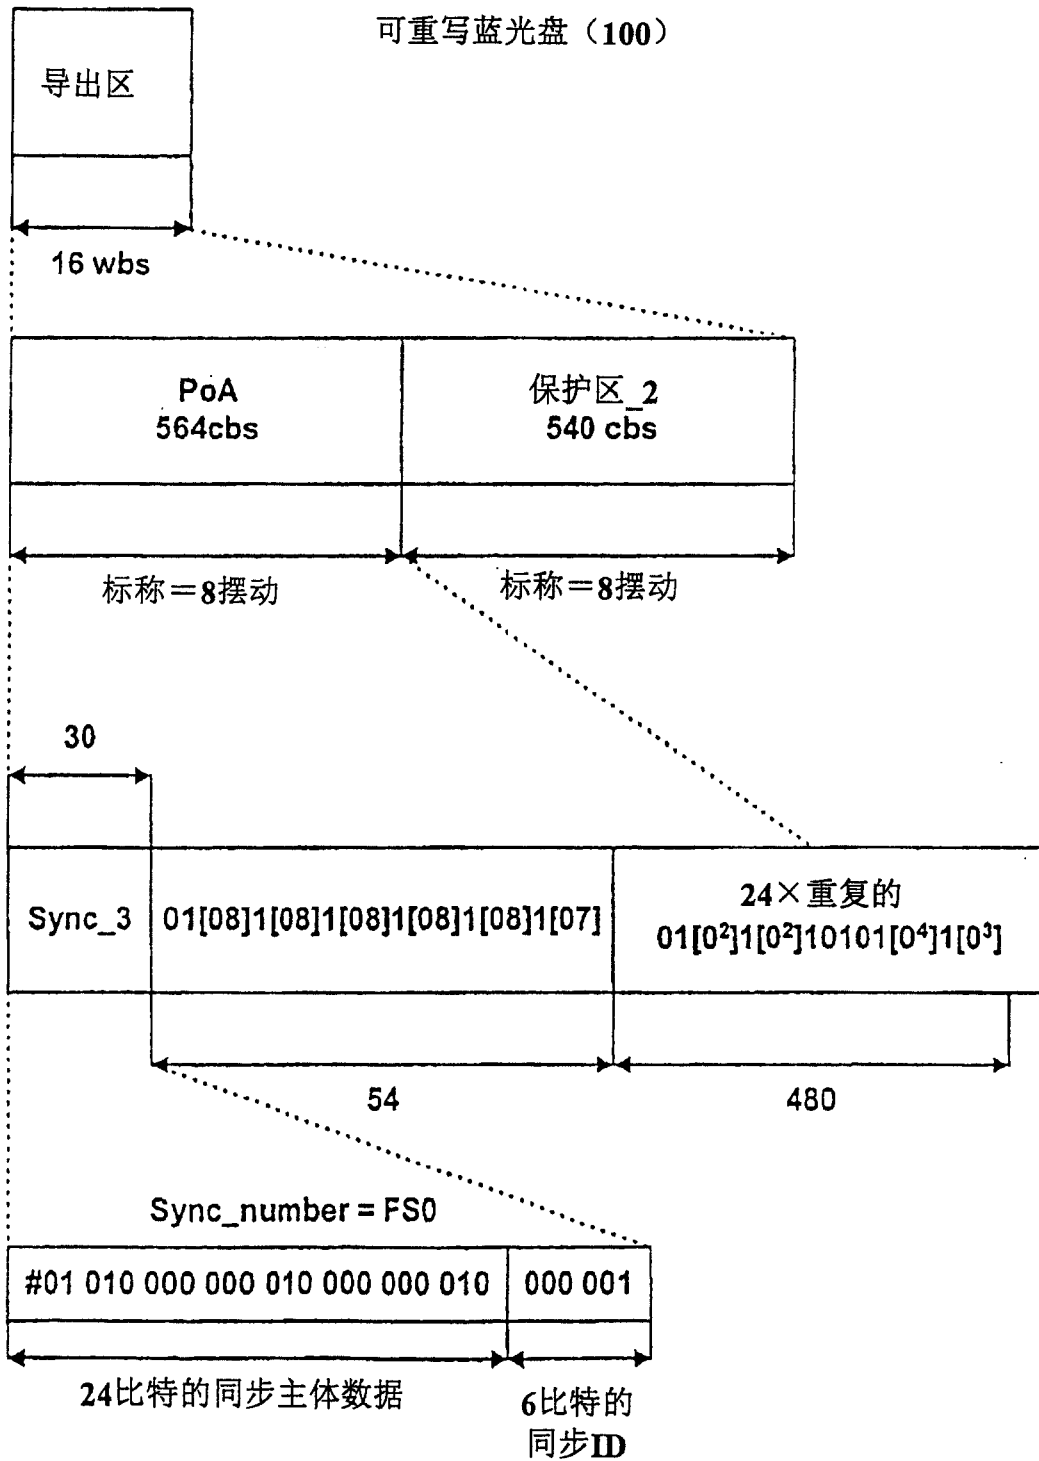 可重写蓝光盘（100）
导出区
16 wbs
PoA
564cbs
保护区_2
540 cbs
标称＝8摆动
标称＝8摆动
30
Sync_3
01[08]1[08]1[08]1[08]1[08]1[07]
24×重复的
01[0²]1[0²]10101[0⁴]1[0³]
54
480
Sync_number = FS0
#01 010 000 000 010 000 000 010
000 001
24比特的同步主体数据
6比特的
同步ID